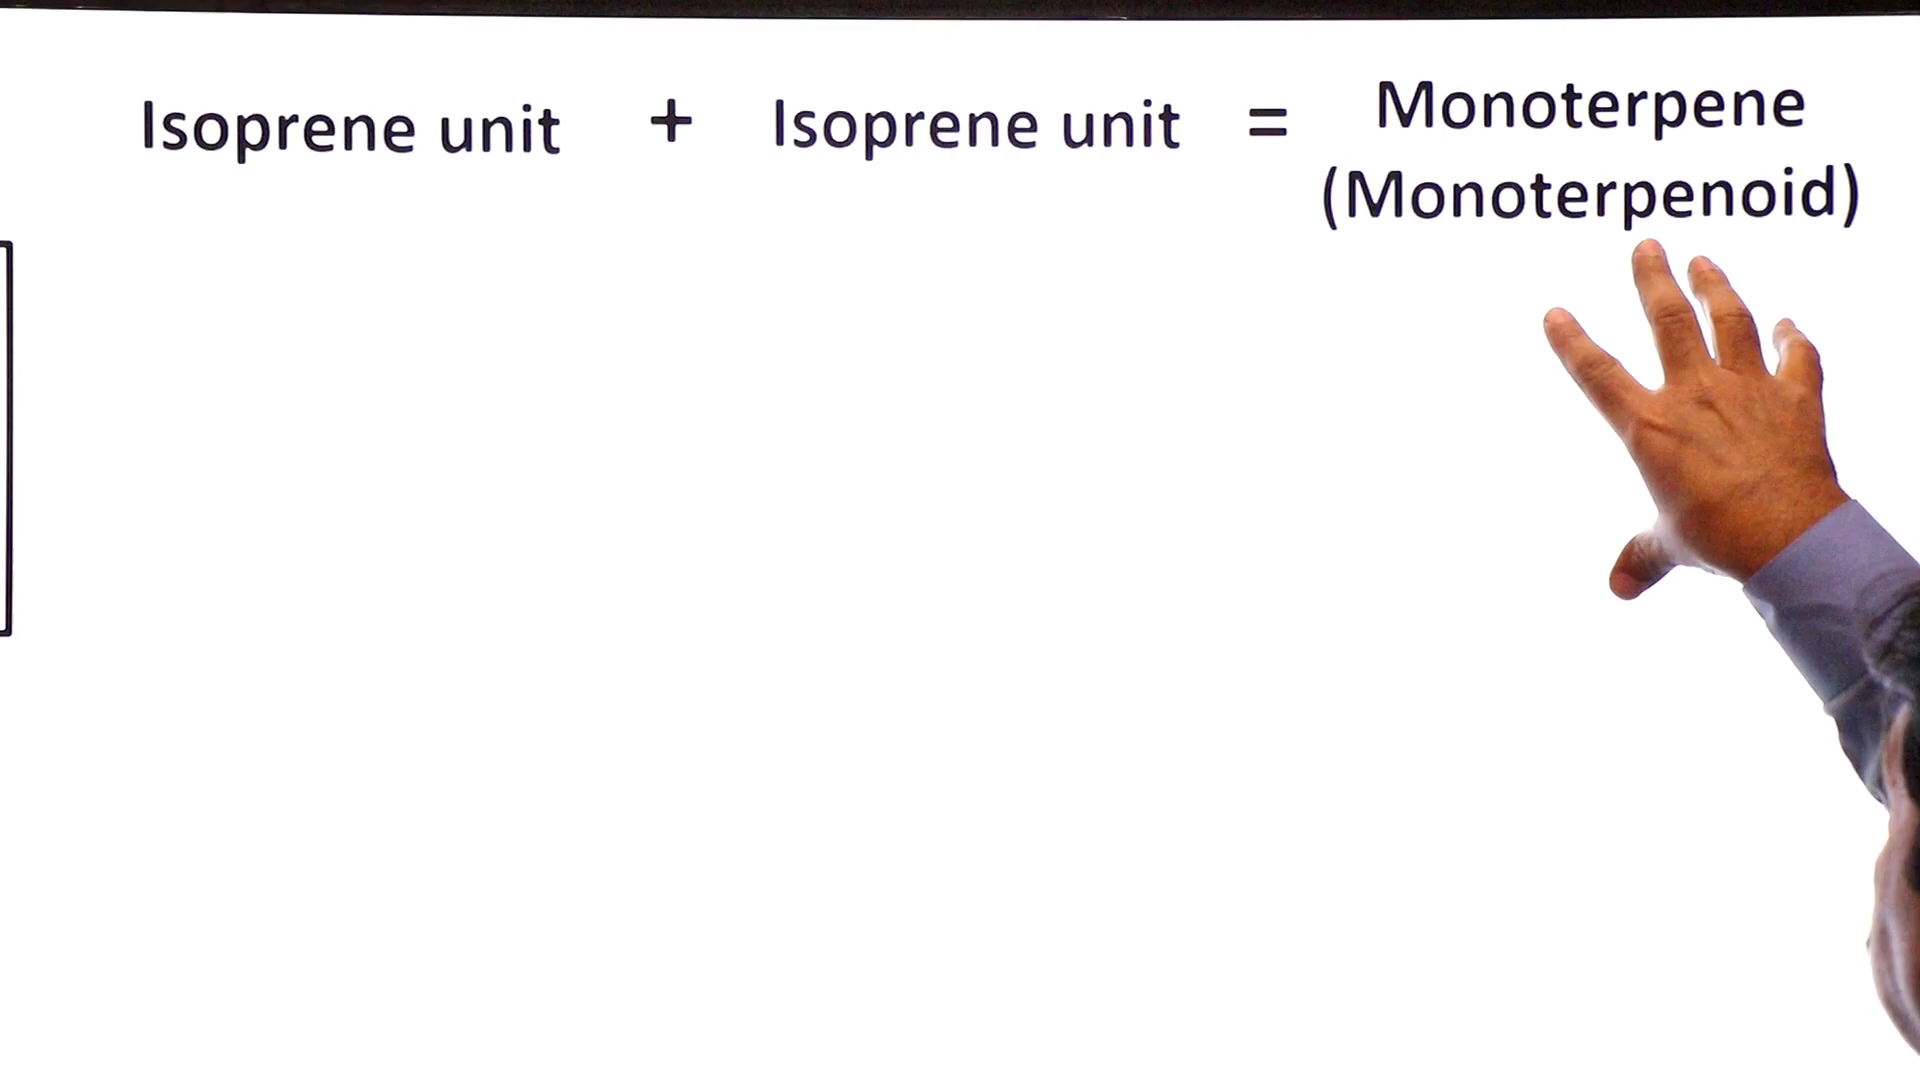 Isoprene unit + Isoprene unit = Monoterpene
(Monoterpenoid)